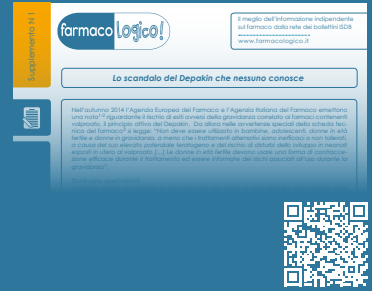 Supplemento N 1
farmacologico!
Il meglio dell'informazione indipendente
sul farmaco dalla rete dei bollettini ISDB
www.farmacologico.it
Lo scandalo del Depakin che nessuno conosce
Nell'autunno 2014 l'Agenzia Europea del Farmaco e l'Agenzia Italiana del Farmaco emettono
una nota1,2 riguardante il rischio di esiti avversi della gravidanza correlato ai farmaci contenenti
valproato, il principio attivo del Depakin. Da allora nelle avvertenze speciali della scheda tec-
nica del farmaco3 si legge: "Non deve essere utilizzato in bambine, adolescenti, donne in età
fertile e donne in gravidanza, a meno che i trattamenti alternativi siano inefficaci o non tollerati,
a causa del suo elevato potenziale teratogeno e del rischio di disturbi dello sviluppo in neonati
esposti in utero al valproato [...] Le donne in età fertile devono usare una forma di contracce-
zione efficace durante il trattamento ed essere informate dei rischi associati all'uso durante la
gravidanza".